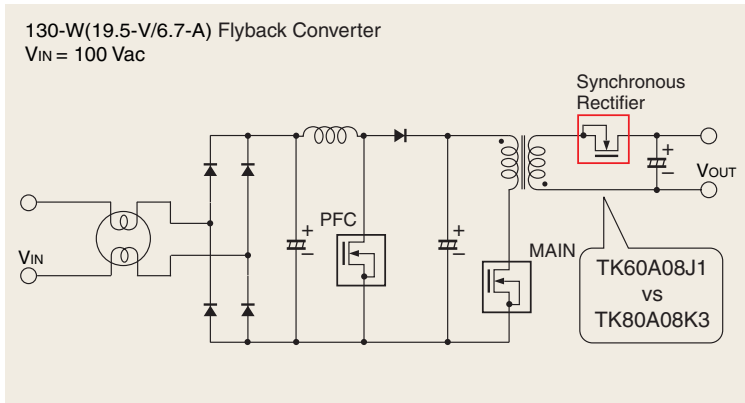 130-W(19.5-V/6.7-A) Flyback Converter
VIN = 100 Vac
Synchronous
Rectifier
+
−
VOUT
PFC
+
−
+
−
MAIN
VIN
TK60A08J1
vs
TK80A08K3